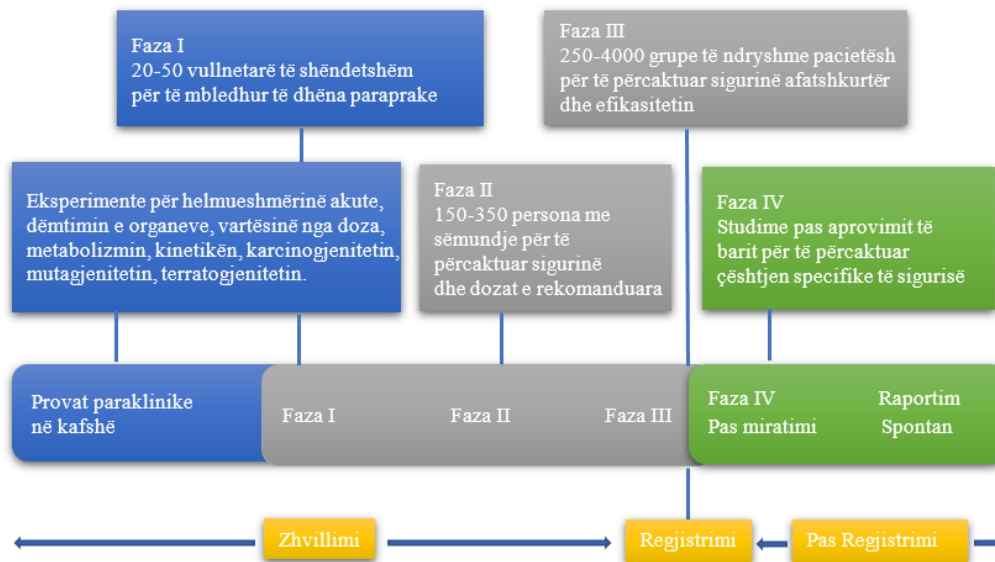 Faza I
20-50 vullnetarë të shëndetshëm
për të mbledhur të dhëna paraprake
Faza III
250-4000 grupe të ndryshme pacietësh
për të përcaktuar sigurinë afatshkurtër
dhe efikasitetin
Eksperimente për helmueshmërinë akute,
dëmtimin e organeve, vartësinë nga doza,
metabolizmin, kinetikën, karcinogjenitetin,
mutagjenitetin, terratogjenitetin.
Faza II
150-350 persona me
sëmundje për të
përcaktuar sigurinë
dhe dozat e rekomanduara
Faza IV
Studime pas aprovimit të
barit për të përcaktuar
çështjen specifike të sigurisë
Provat paraklinike
në kafshë
Faza I
Faza II
Faza III
Faza IV
Pas miratimi
Raportim
Spontan
Zhvillimi
Regjistrimi
Pas Regjistrimi